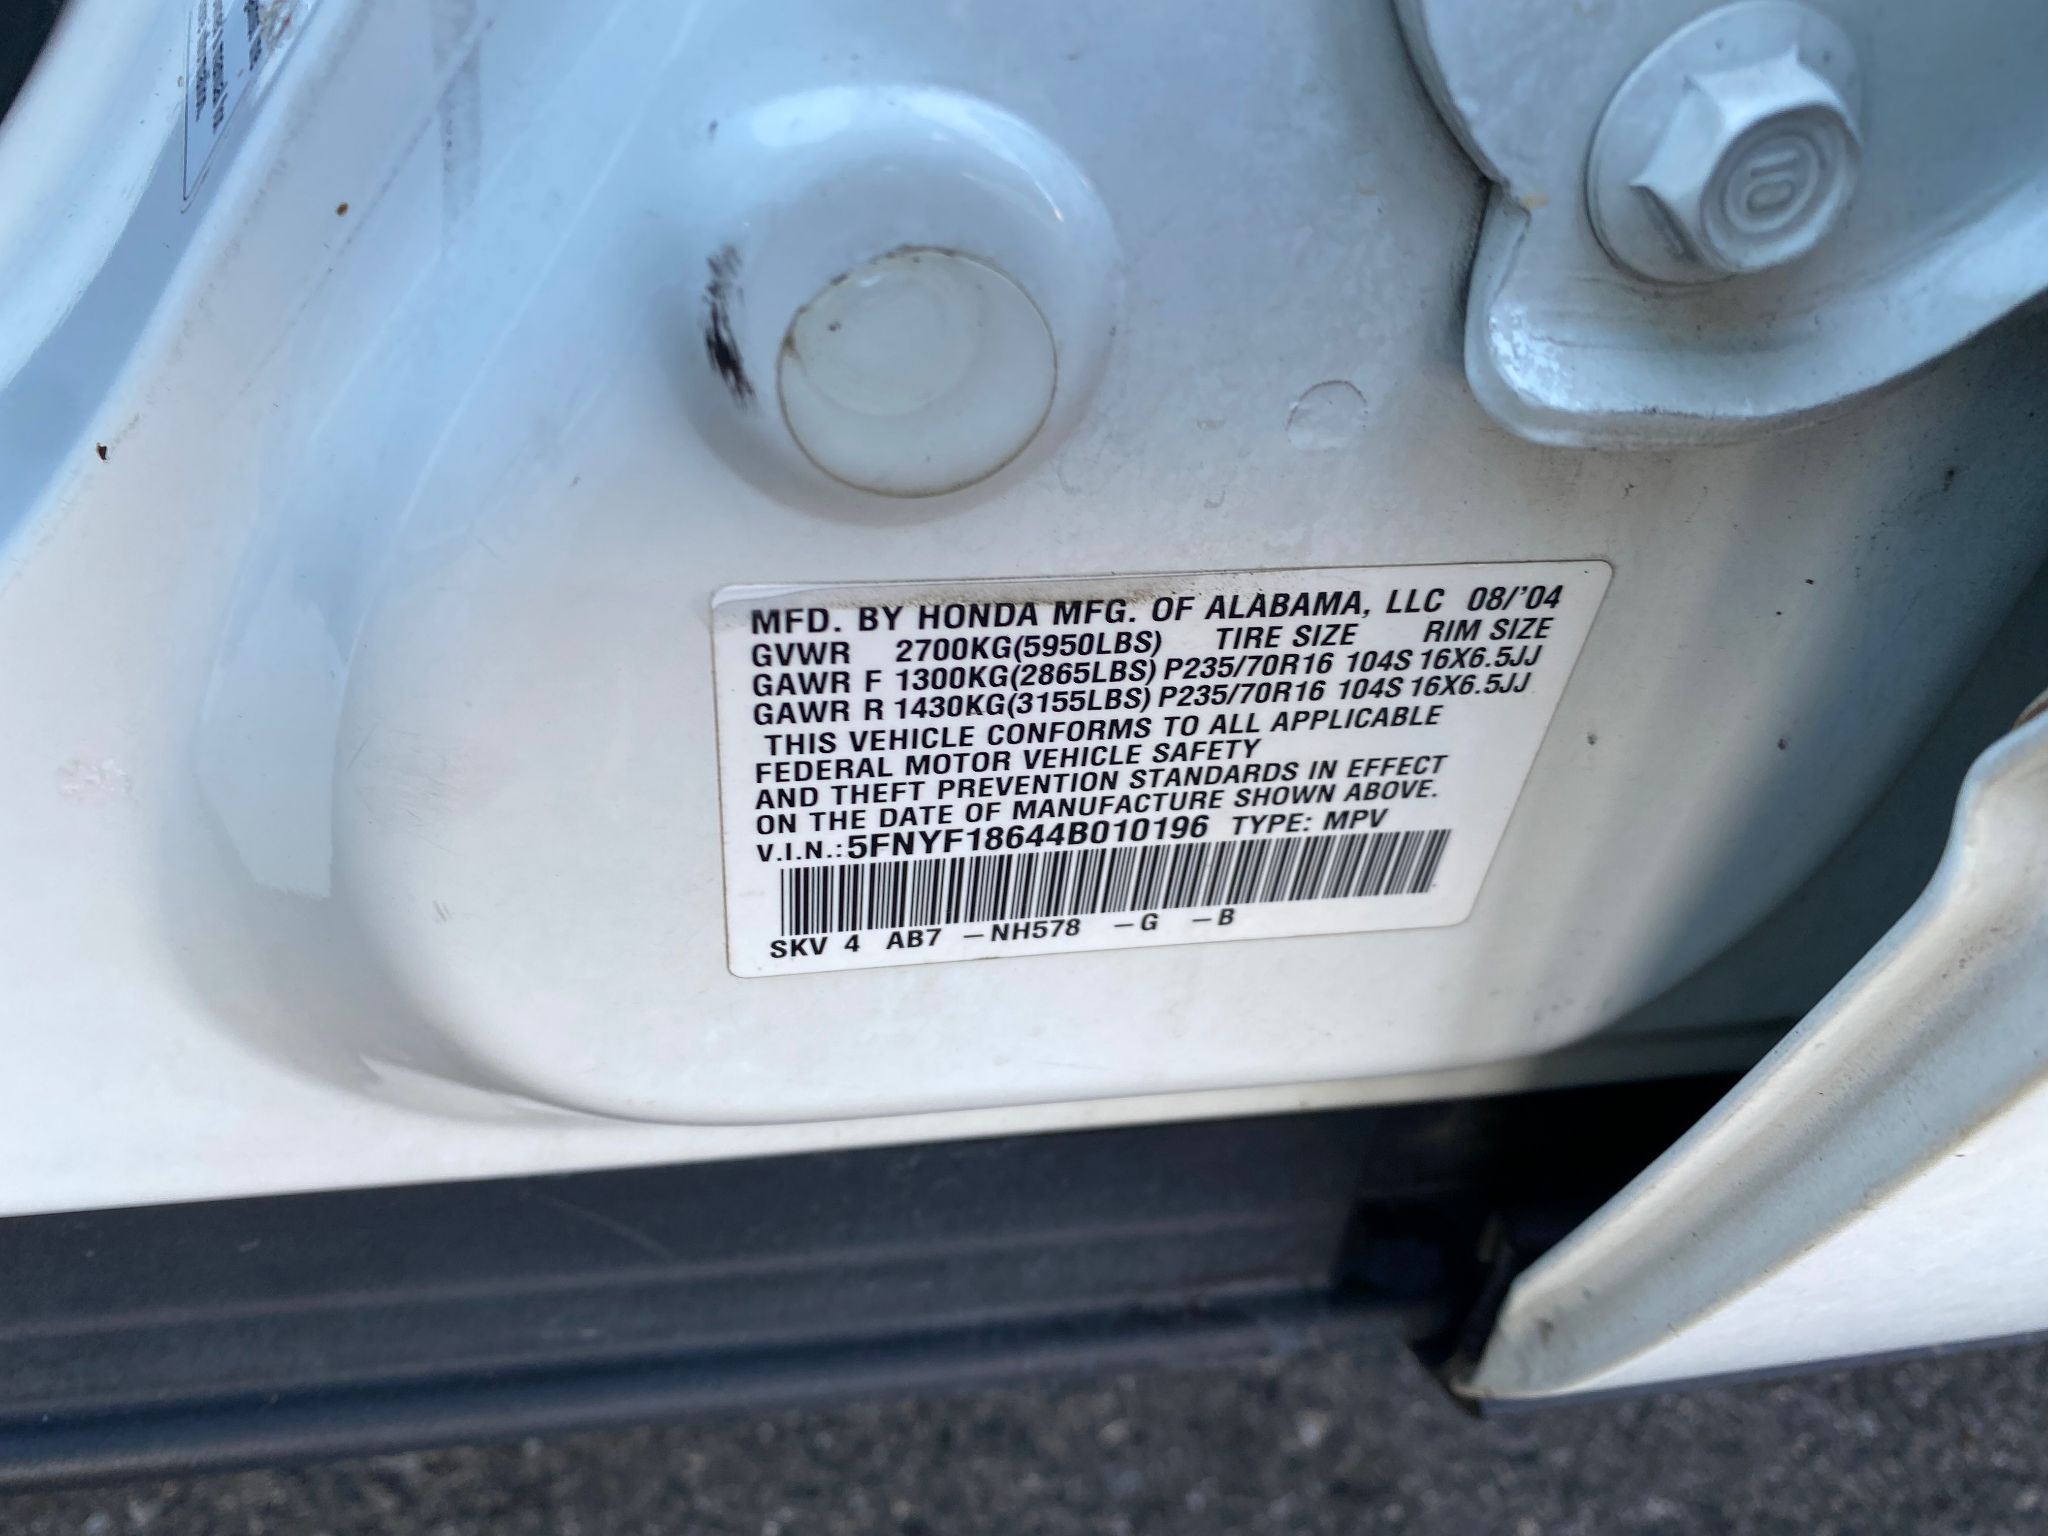 MFD. BY HONDA MFG. OF ALABAMA, LLC 08/'04
GVWR 2700KG(5950LBS) TIRE SIZE RIM SIZE
GAWR F 1300KG(2865LBS) P235/70R16 104S 16X6.5JJ
GAWR R 1430KG(3155LBS) P235/70R16 104S 16X6.5JJ
THIS VEHICLE CONFORMS TO ALL APPLICABLE
FEDERAL MOTOR VEHICLE SAFETY
AND THEFT PREVENTION STANDARDS IN EFFECT
ON THE DATE OF MANUFACTURE SHOWN ABOVE.
V.I.N.: 5FNYF18644B010196 TYPE: MPV
SKV 4 AB7 –NH578 –G –B